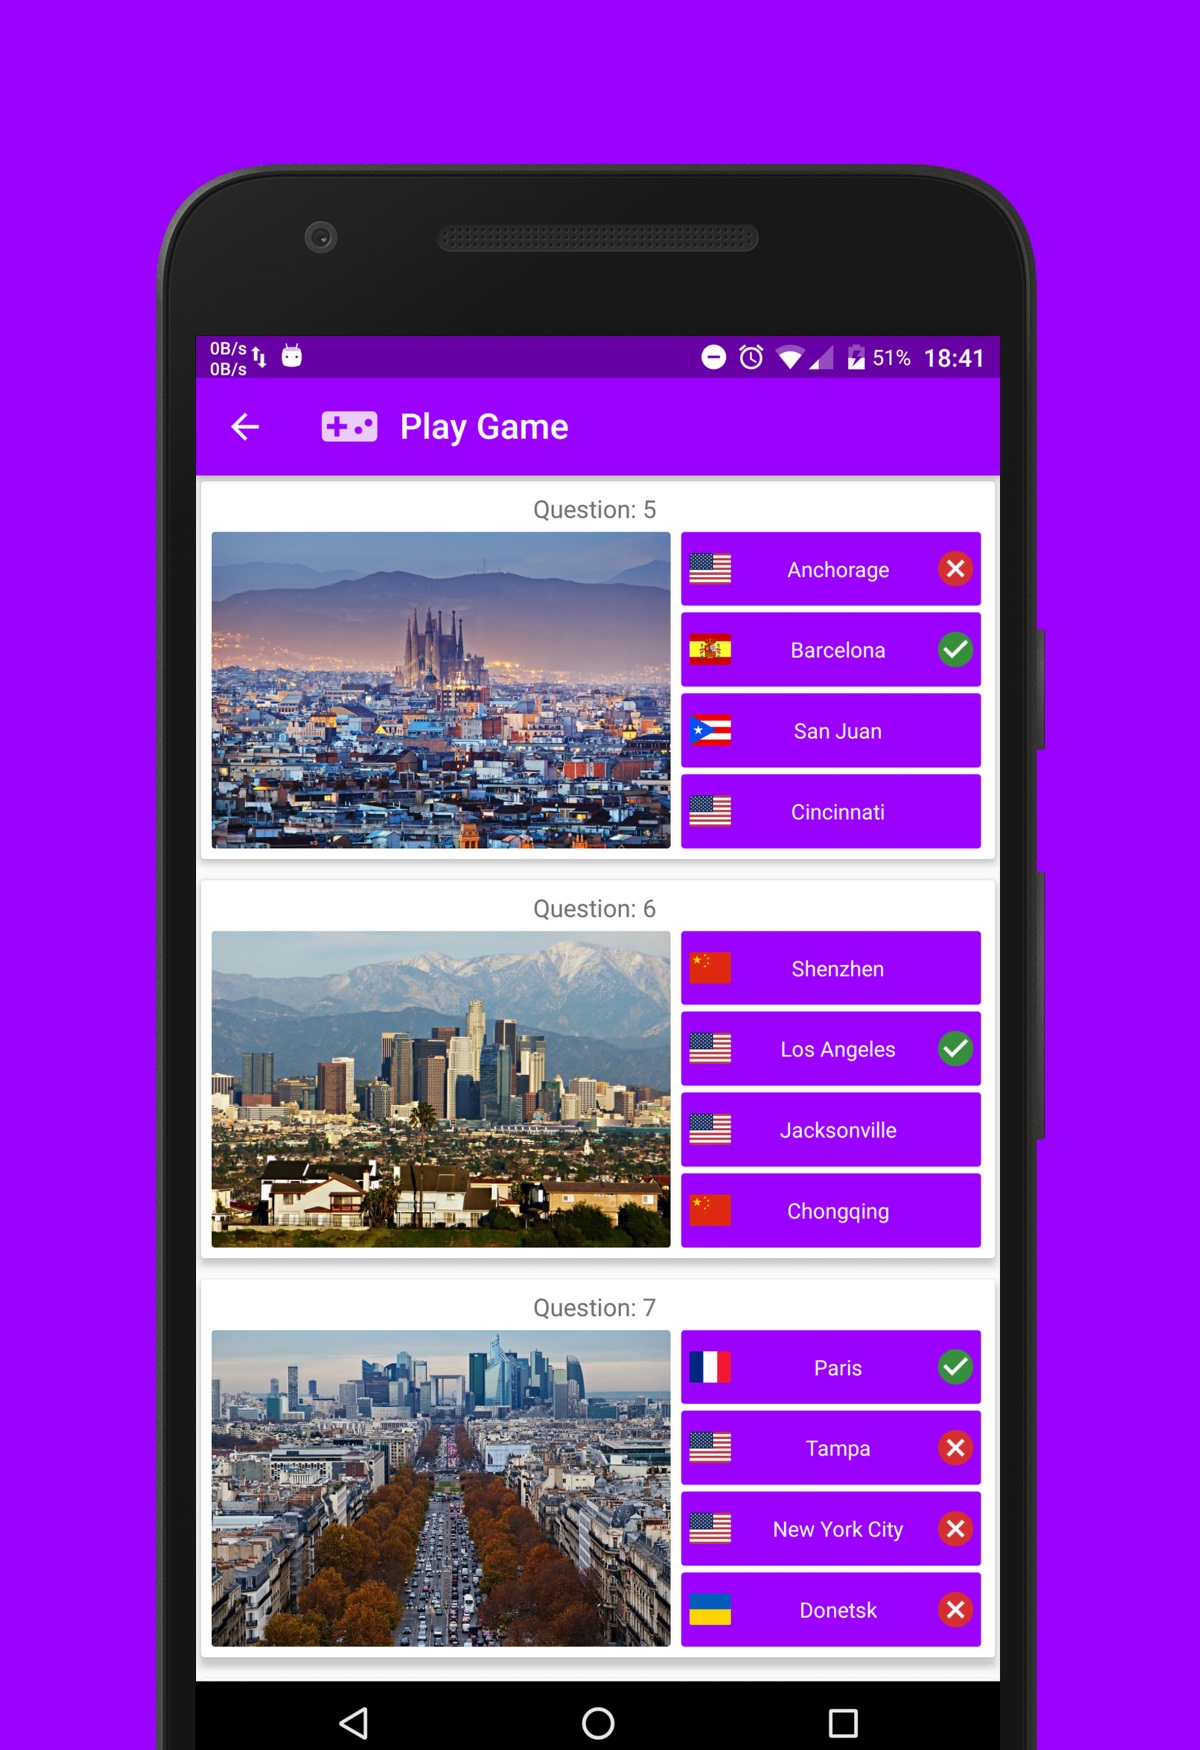 0B/s
0B/s
51% 18:41
Play Game
Question: 5
Anchorage
Barcelona
San Juan
Cincinnati
Question: 6
Shenzhen
Los Angeles
Jacksonville
Chongqing
Question: 7
Paris
Tampa
New York City
Donetsk